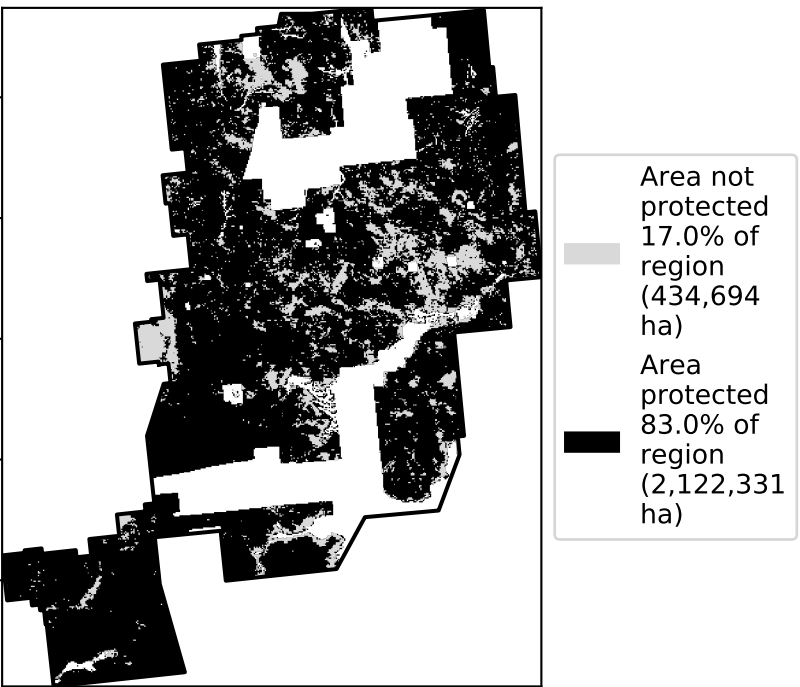 Area not
protected
17.0% of
region
(434,694
ha)
Area
protected
83.0% of
region
(2,122,331
ha)